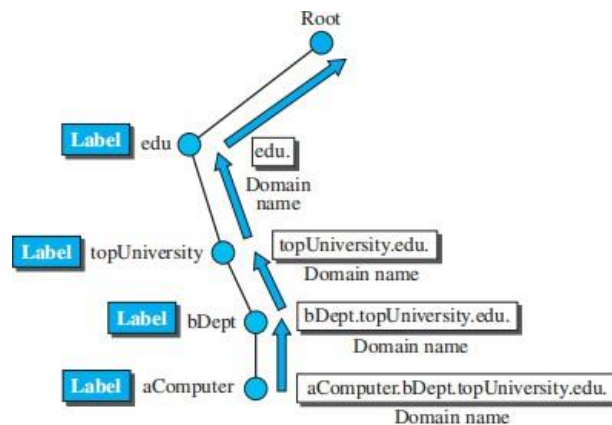 Root
Label edu
edu.
Domain
name
Label topUniversity
topUniversity.edu.
Domain name
Label bDept
bDept.topUniversity.edu.
Domain name
Label aComputer
aComputer.bDept.topUniversity.edu.
Domain name